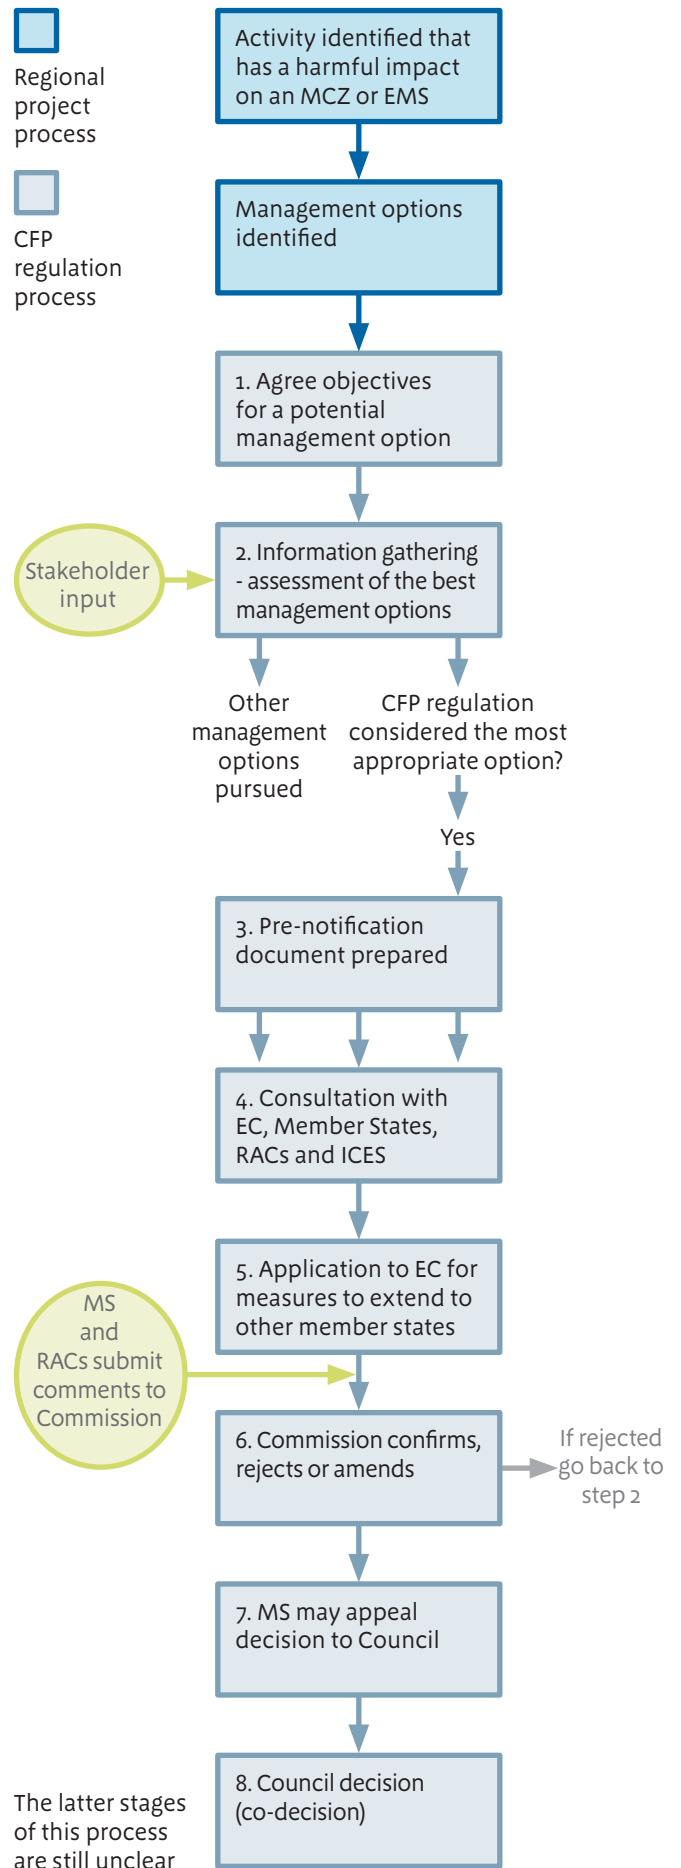 Regional
project
process
CFP
regulation
process
Activity identified that
has a harmful impact
on an MCZ or EMS
Management options
identified
1. Agree objectives
for a potential
management option
Stakeholder
input
2. Information gathering
- assessment of the best
management options
Other
management
options
pursued
CFP regulation
considered the most
appropriate option?
Yes
3. Pre-notification
document prepared
4. Consultation with
EC, Member States,
RACs and ICES
5. Application to EC for
measures to extend to
other member states
MS
and
RACs submit
comments to
Commission
6. Commission confirms,
rejects or amends
If rejected
go back to
step 2
7. MS may appeal
decision to Council
8. Council decision
(co-decision)
The latter stages
of this process
are still unclear